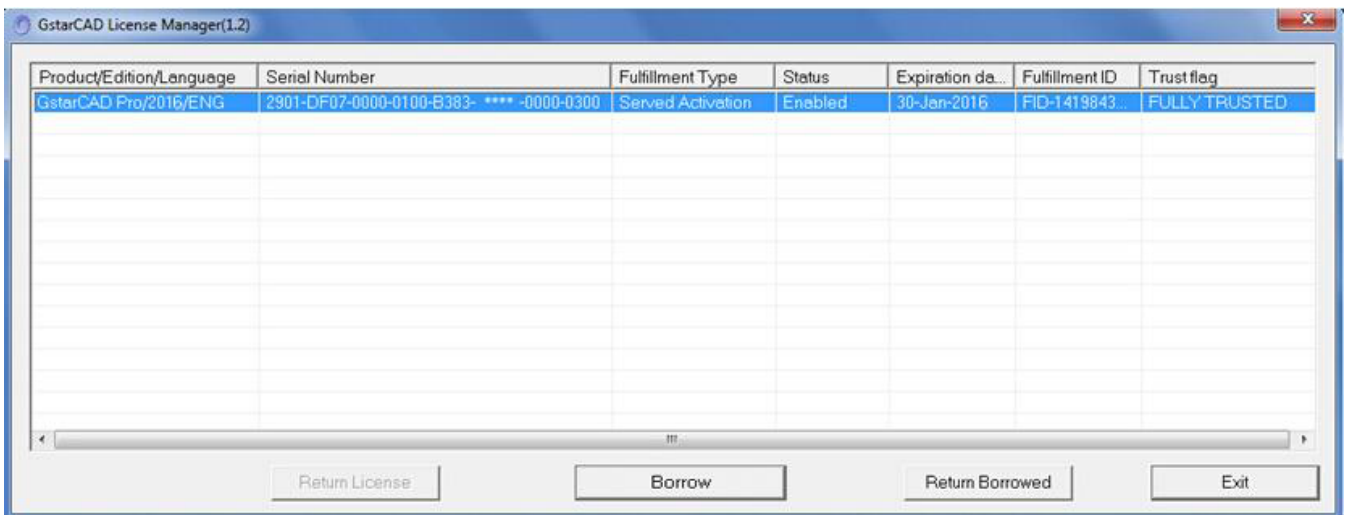 GstarCAD License Manager(1.2)
Product/Edition/Language Serial Number Fulfillment Type Status Expiration da... Fulfillment ID Trust flag
GstarCAD Pro/2016/ENG 2901-DF07-0000-0100-B383- **** -0000-0300 Served Activation Enabled 30-Jan-2016 FID-1419843... FULLY TRUSTED
Return License Borrow Return Borrowed Exit